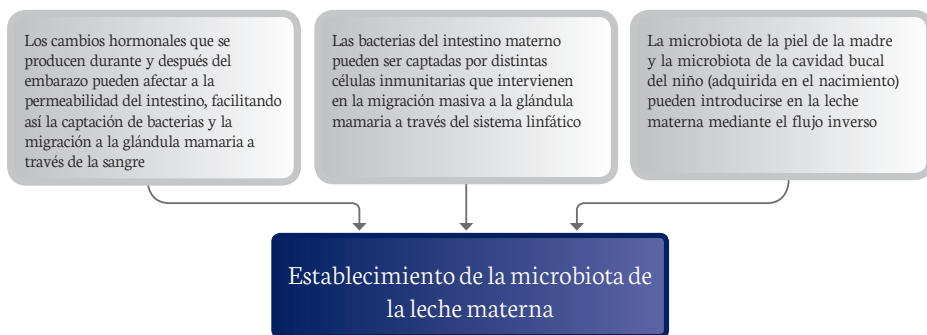 Los cambios hormonales que se
producen durante y después del
embarazo pueden afectar a la
permeabilidad del intestino, facilitando
así la captación de bacterias y la
migración a la glándula mamaria a
través de la sangre
Las bacterias del intestino materno
pueden ser captadas por distintas
células inmunitarias que intervienen
en la migración masiva a la glándula
mamaria a través del sistema linfático
La microbiota de la piel de la madre
y la microbiota de la cavidad bucal
del niño (adquirida en el nacimiento)
pueden introducirse en la leche
materna mediante el flujo inverso
Establecimiento de la microbiota de
la leche materna